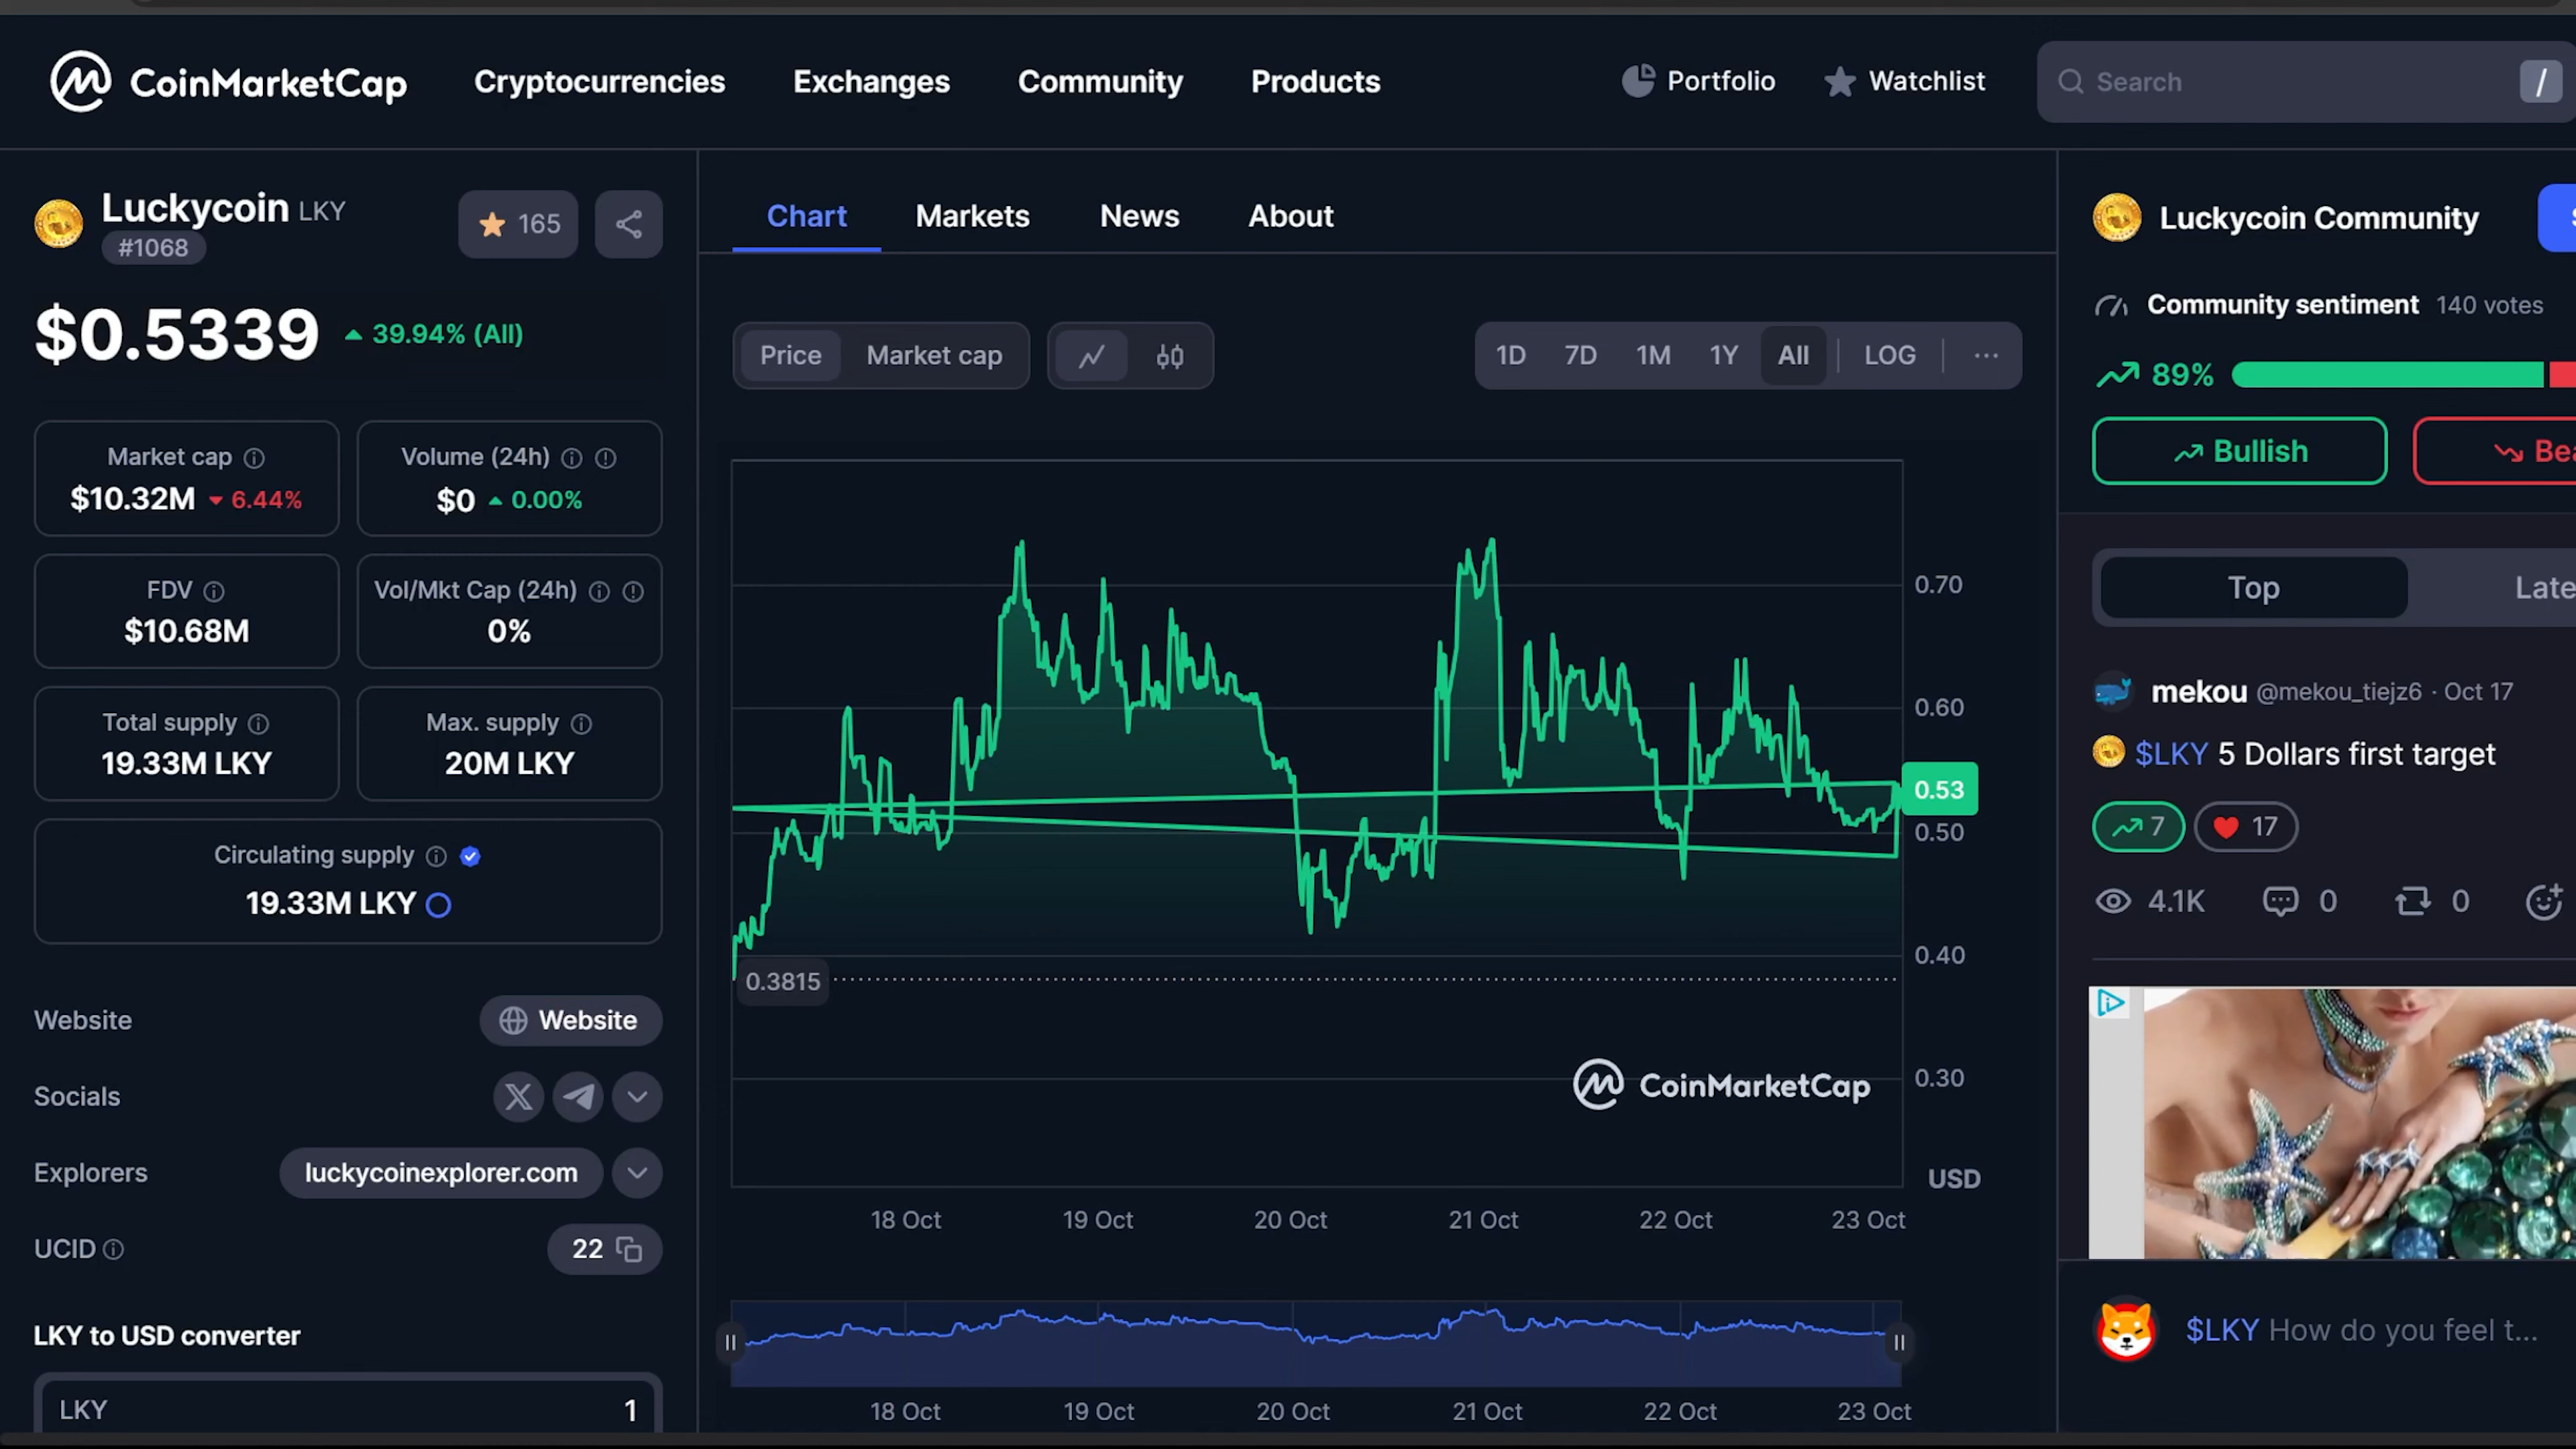 CoinMarketCap
Cryptocurrencies
Exchanges
Community
Products
Portfolio
Watchlist
Search
/
Luckycoin LKY
#1068
165
$0.5339
39.94% (All)
Market cap
$10.32M 6.44%
Volume (24h)
$0 0.00%
FDV
$10.68M
Vol/Mkt Cap (24h)
0%
Total supply
19.33M LKY
Max. supply
20M LKY
Circulating supply
19.33M LKY
Website
Website
Socials
Explorers
luckycoinexplorer.com
UCID
22
LKY to USD converter
LKY
1
Chart
Markets
News
About
Price
Market cap
1D
7D
1M
1Y
All
LOG
0.70
0.60
0.53
0.50
0.40
0.3815
0.30
CoinMarketCap
USD
18 Oct
19 Oct
20 Oct
21 Oct
22 Oct
23 Oct
18 Oct
19 Oct
20 Oct
21 Oct
22 Oct
23 Oct
Luckycoin Community
Community sentiment 140 votes
89%
Bullish
Bea
Top
Late
mekou @mekou_tiejz6 · Oct 17
$LKY 5 Dollars first target
7
17
4.1K
0
0
$LKY How do you feel t...